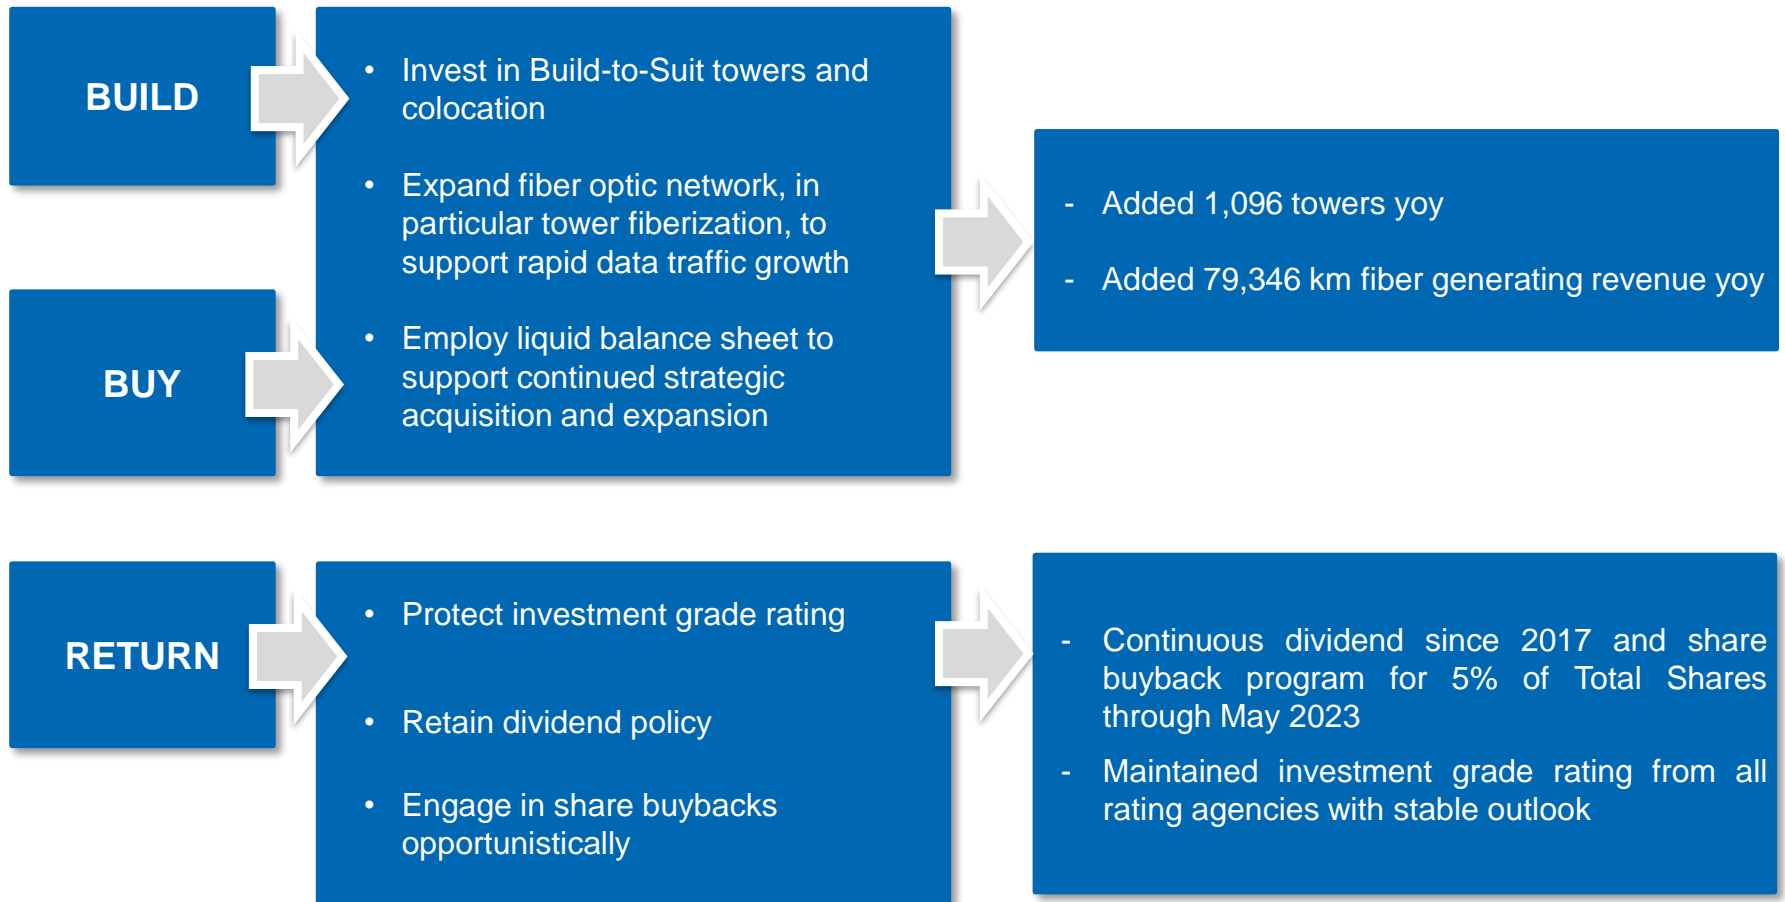 BUILD
• Invest in Build-to-Suit towers and
colocation
• Expand fiber optic network, in
particular tower fiberization, to
support rapid data traffic growth
BUY
• Employ liquid balance sheet to
support continued strategic
acquisition and expansion
- Added 1,096 towers yoy
- Added 79,346 km fiber generating revenue yoy
RETURN
• Protect investment grade rating
• Retain dividend policy
• Engage in share buybacks
opportunistically
- Continuous dividend since 2017 and share
buyback program for 5% of Total Shares
through May 2023
- Maintained investment grade rating from all
rating agencies with stable outlook